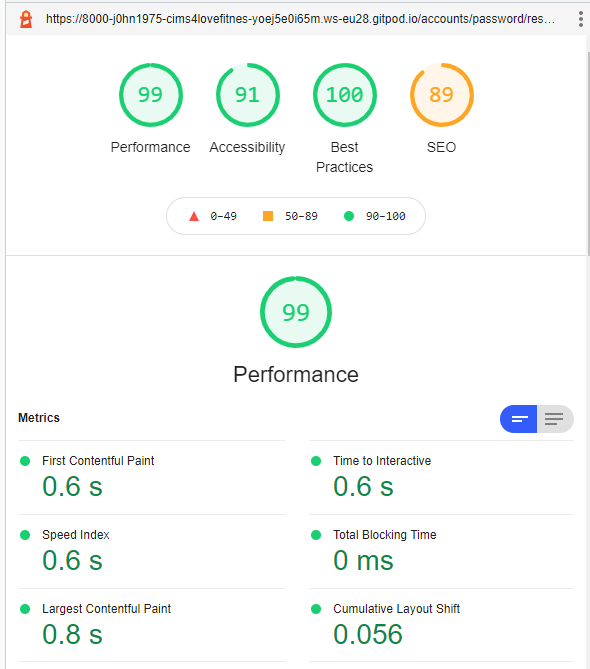 https://8000-j0hn1975-cims4lovefitnes-yoej5e0i65m.ws-eu28.gitpod.io/accounts/password/res…
99 91 100 89
Performance Accessibility Best Practices SEO
0–49 50–89 90–100
99
Performance
Metrics
First Contentful Paint
0.6 s
Time to Interactive
0.6 s
Speed Index
0.6 s
Total Blocking Time
0 ms
Largest Contentful Paint
0.8 s
Cumulative Layout Shift
0.056